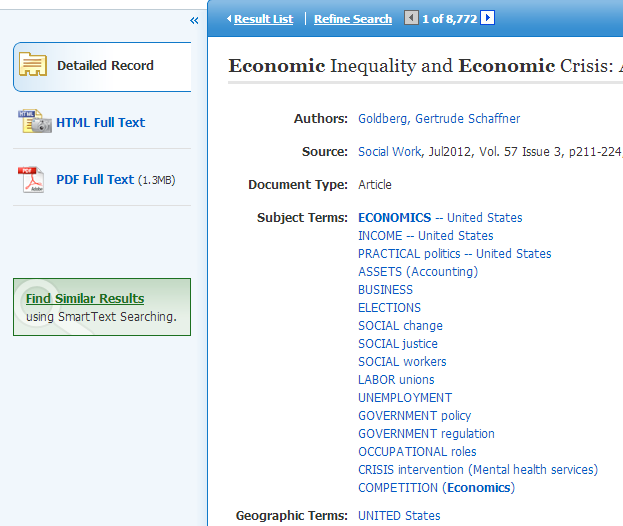 «
Result List Refine Search 1 of 8,772
Detailed Record
HTML Full Text
PDF Full Text (1.3MB)
Find Similar Results
using SmartText Searching.
Economic Inequality and Economic Crisis:
Authors: Goldberg, Gertrude Schaffner
Source: Social Work, Jul2012, Vol. 57 Issue 3, p211-224,
Document Type: Article
Subject Terms: ECONOMICS -- United States
INCOME -- United States
PRACTICAL politics -- United States
ASSETS (Accounting)
BUSINESS
ELECTIONS
SOCIAL change
SOCIAL justice
SOCIAL workers
LABOR unions
UNEMPLOYMENT
GOVERNMENT policy
GOVERNMENT regulation
OCCUPATIONAL roles
CRISIS intervention (Mental health services)
COMPETITION (Economics)
Geographic Terms: UNITED States